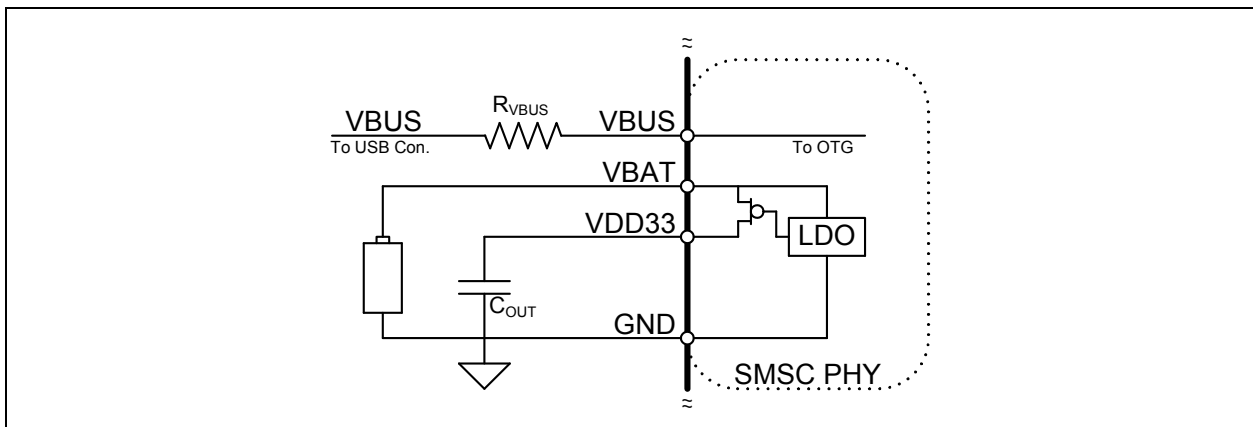 VBUS
To USB Con.
RVBUS
VBUS
To OTG
VBAT
VDD33
LDO
COUT
GND
SMSC PHY